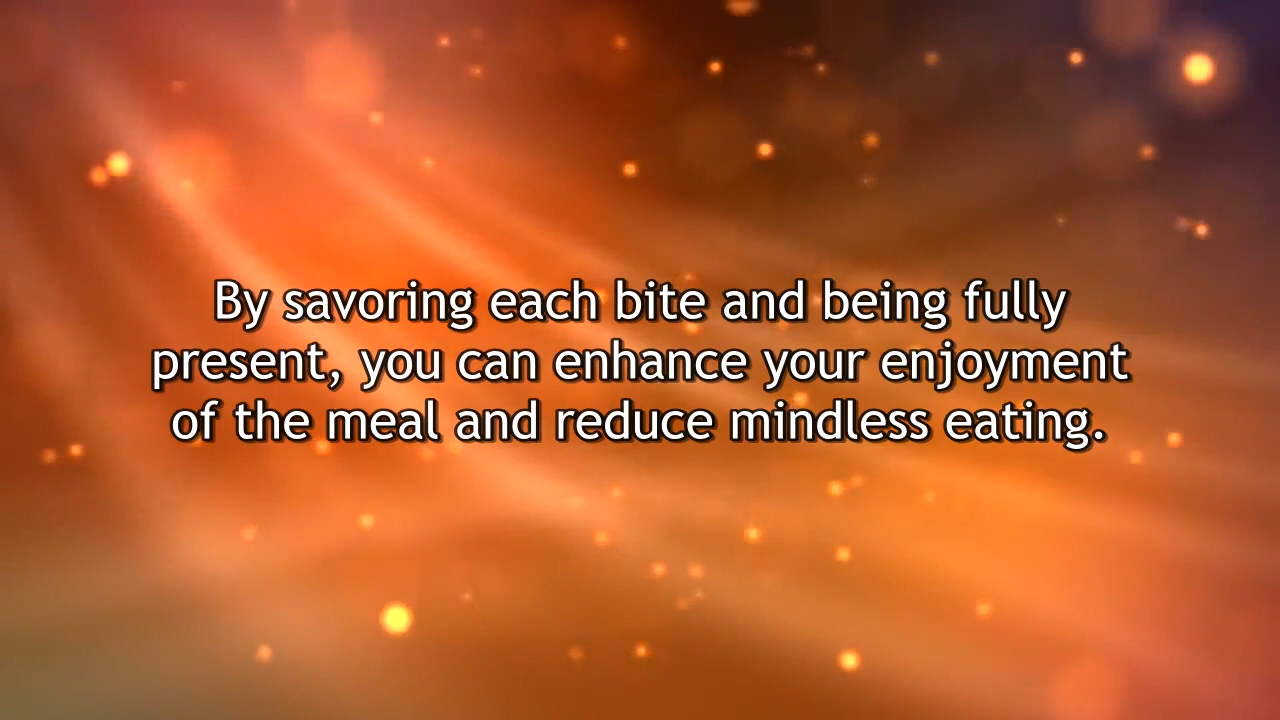 By savoring each bite and being fully
present, you can enhance your enjoyment
of the meal and reduce mindless eating.